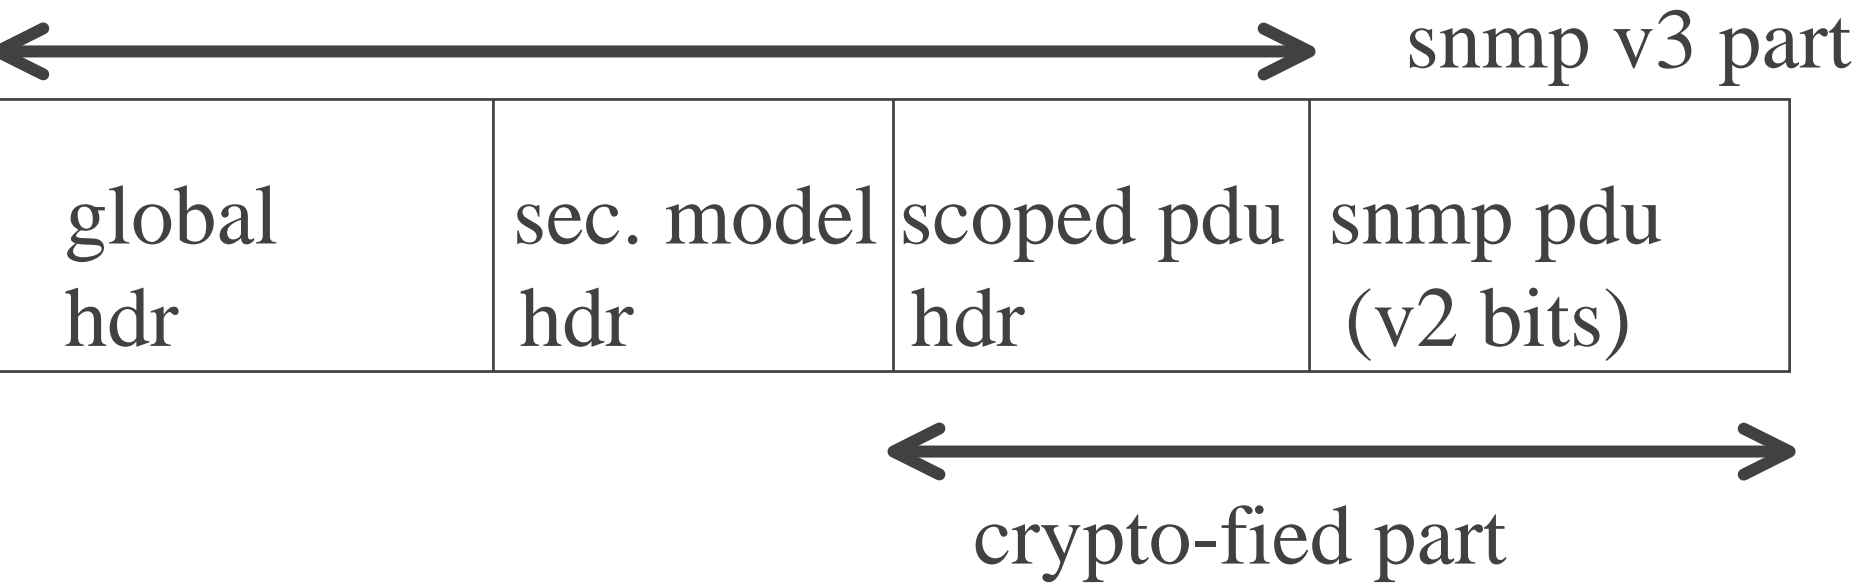 snmp v3 part
global
hdr
sec. model
hdr
scoped pdu
hdr
snmp pdu
(v2 bits)
crypto-fied part